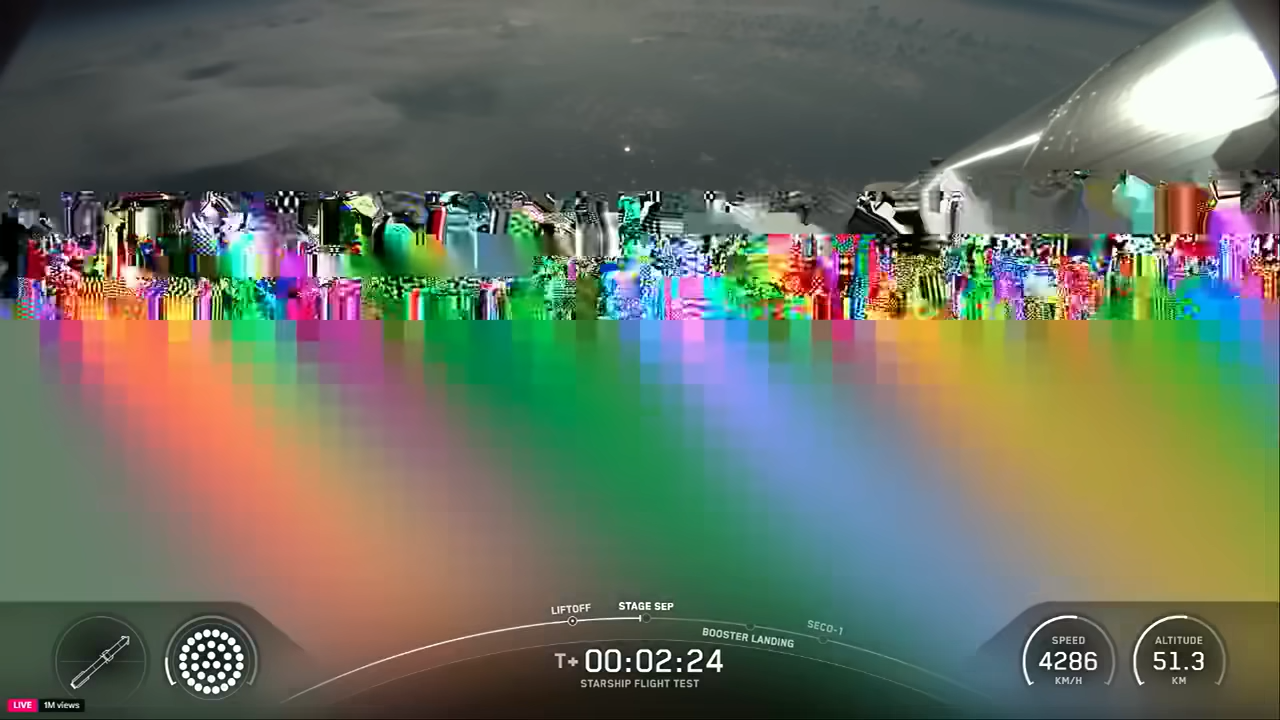 LIFTOFF
STAGE SEP
BOOSTER LANDING
SECO-1
T+ 00:02:24
STARSHIP FLIGHT TEST
SPEED
4286
KM/H
ALTITUDE
51.3
KM
LIVE 1M views